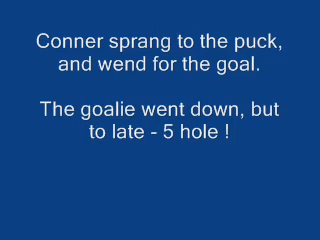 Conner sprang to the puck,
and wend for the goal.
The goalie went down, but
to late - 5 hole !